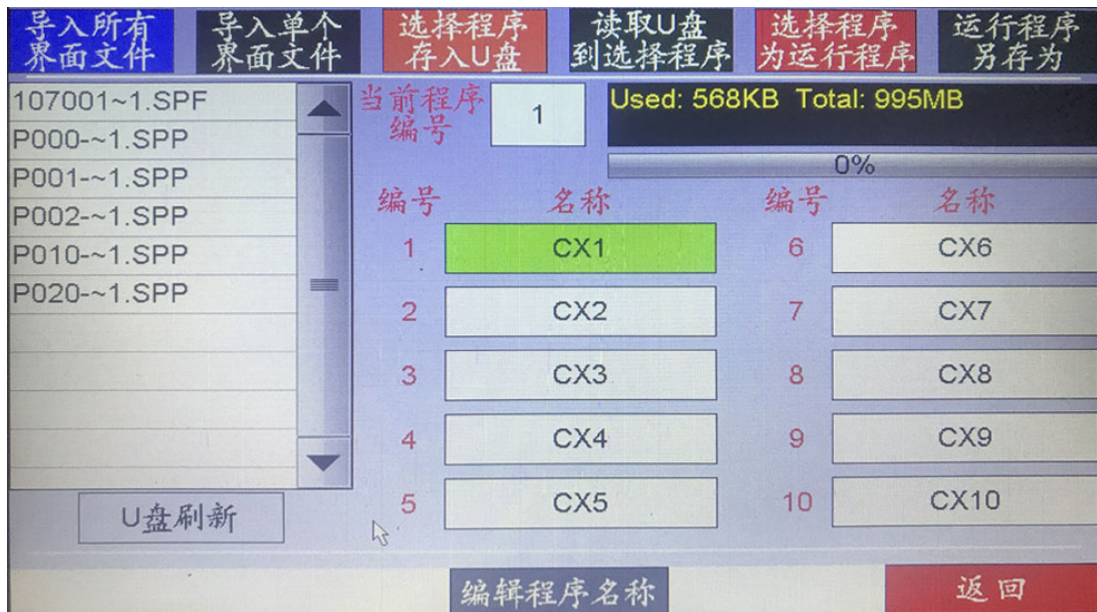 导入所有
界面文件
导入单个
界面文件
选择程序
存入U盘
读取U盘
到选择程序
选择程序
为运行程序
运行程序
另存为
107001~1.SPF
P000-~1.SPP
P001-~1.SPP
P002-~1.SPP
P010-~1.SPP
P020-~1.SPP
U盘刷新
当前程序
编号
1
Used: 568KB Total: 995MB
0%
编号 名称 编号 名称
1 CX1 6 CX6
2 CX2 7 CX7
3 CX3 8 CX8
4 CX4 9 CX9
5 CX5 10 CX10
编辑程序名称
返回